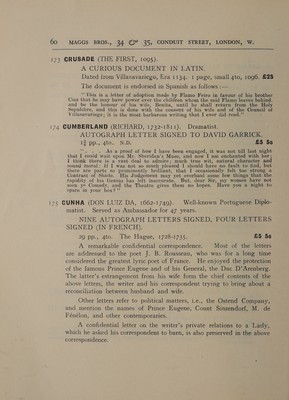 60 MAGGS BROS., 34 & 35, CONDUIT STREET, LONDON, W.
173 CRUSADE (THE FIRST, 1095).
A CURIOUS DOCUMENT IN LATIN.
Dated from Villanavariego, Era 1134. 1 page, small 4to, 1096. £25
The document is endorsed in Spanish as follows:—
"This is a letter of adoption made by Flame Feire in favour of his brother
Cust that he may have power over the children whom the said Flame leaves behind,
and to the honour of his wife, Benita, until he shall return from the Holy
Sepulchre, and this is done with the consent of his wife and of the Council of
Villanavariego; it is the most barbarous writing that I ever did read."
174 CUMBERLAND (RICHARD, 1732-1811). Dramatist.
AUTOGRAPH LETTER SIGNED TO DAVID GARRICK.
1½ pp., 4to. N.D. £5 5s
". . . As a proof of how I have been engaged, it was not till last night
that I could wait upon Mr. Sheridan's Muse, and now I am enchanted with her;
I think there is a vast deal to admire; much true wit, natural character and
sound moral: If I was not so much pleased, I should have no fault to find, but
there are parts so prominently brilliant, that I occasionally felt too strong a
Contrast of Shade. His Judgement may yet overhand some few things that the
rapidity of his Genius has left inaccurate. But, dear Sir, my women have all
seen ye Comedy, and the Theatre gives them no hopes. Have you a night to
spare in your box?"
175 CUNHA (DON LUIZ DA, 1662-1749). Well-known Portuguese Diplo-
matist. Served as Ambassador for 47 years.
NINE AUTOGRAPH LETTERS SIGNED, FOUR LETTERS
SIGNED (IN FRENCH),
29 pp., 4to. The Hague, 1728-1735. £5 5s
A remarkable confidential correspondence. Most of the letters
are addressed to the poet J. B. Rousseau, who was for a long time
considered the greatest lyric poet of France. He enjoyed the protection
of the famous Prince Eugene and of his General, the Duc D'Aremberg.
The latter's estrangement from his wife form the chief contents of the
above letters, the writer and his correspondent trying to bring about a
reconciliation between husband and wife.
Other letters refer to political matters, i.e., the Ostend Company,
and mention the names of Prince Eugene, Count Sinzendorf, M. de
Fénélon, and other contemporaries.
A confidential letter on the writer's private relations to a Lady,
which he asked his correspondent to burn, is also preserved in the above
correspondence.